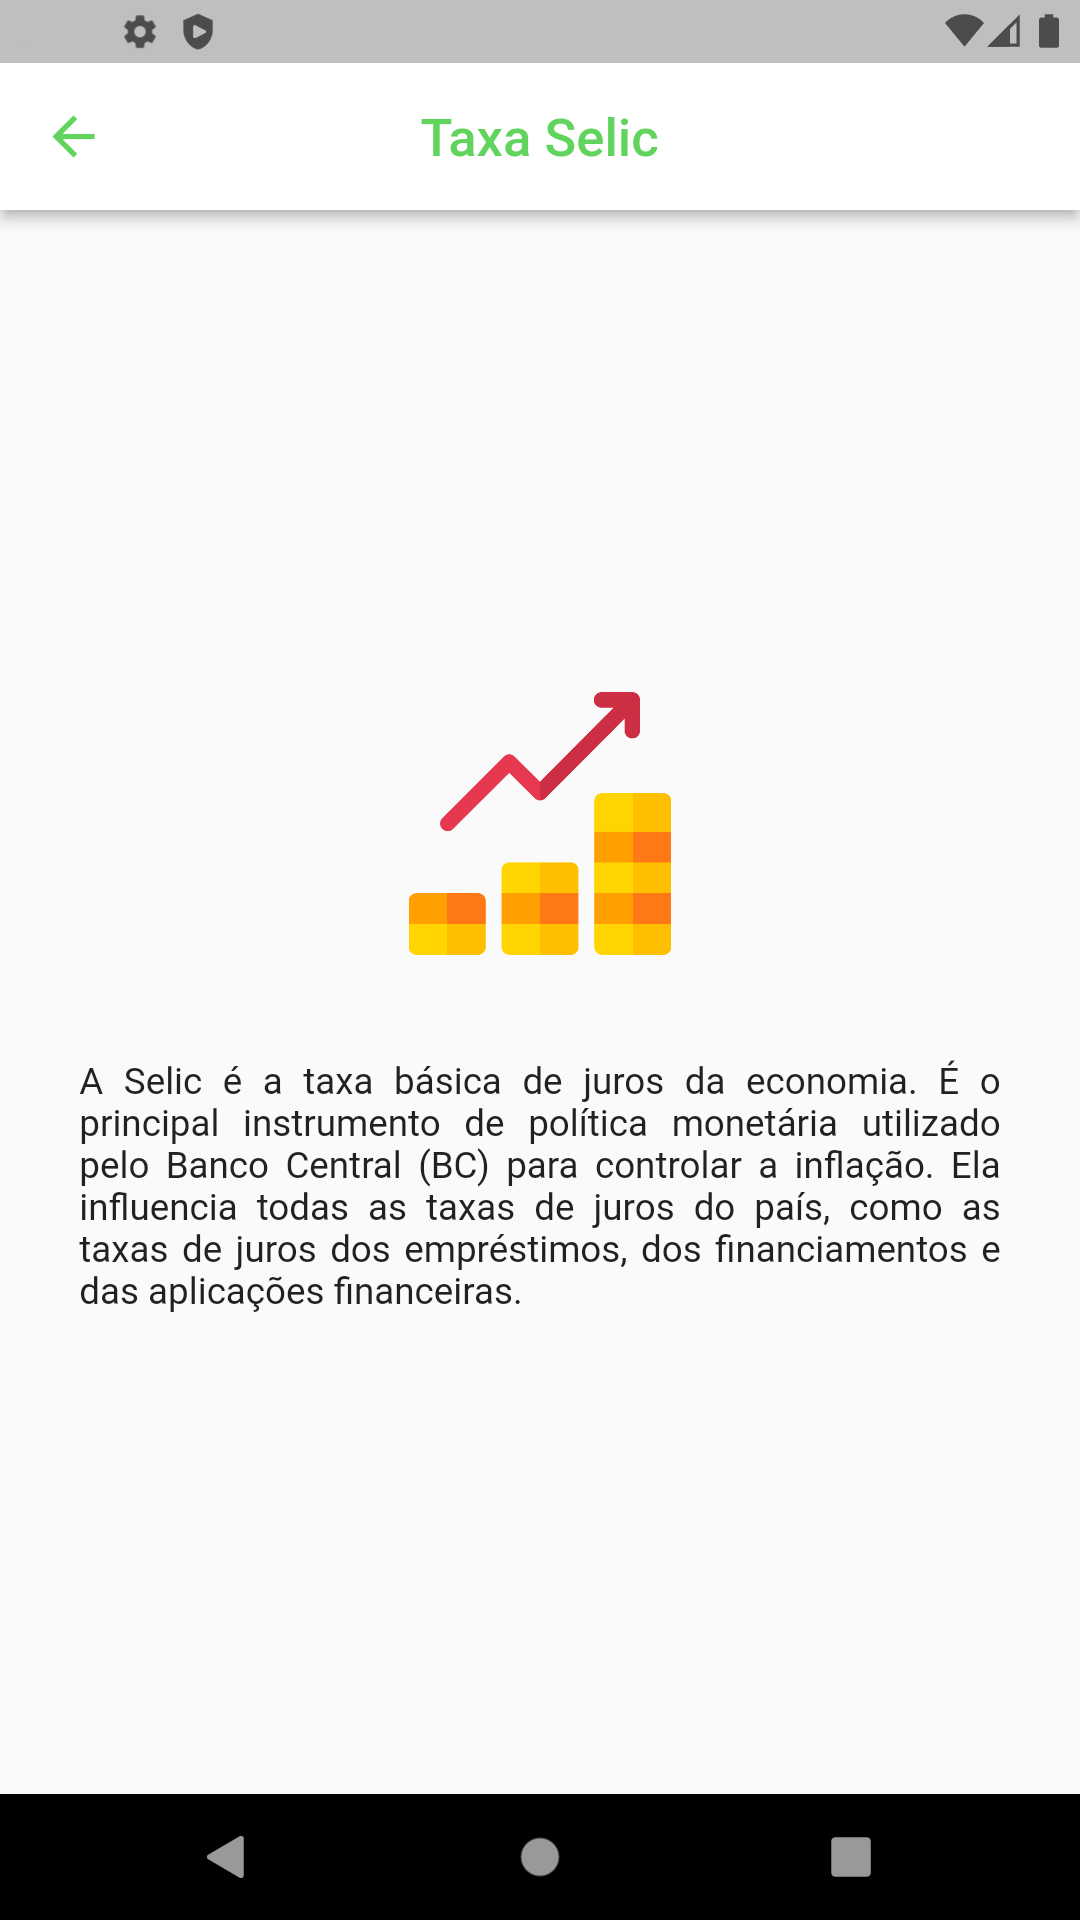 Taxa Selic
A Selic é a taxa básica de juros da economia. É o
principal instrumento de política monetária utilizado
pelo Banco Central (BC) para controlar a inflação. Ela
influencia todas as taxas de juros do país, como as
taxas de juros dos empréstimos, dos financiamentos e
das aplicações financeiras.